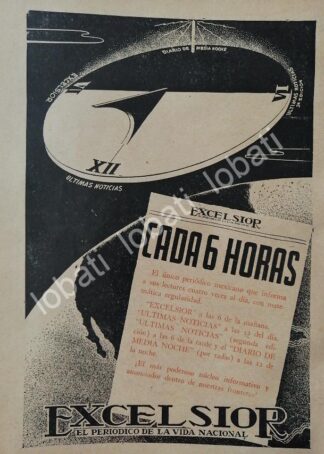 DIARIO DE MEDIA NOCHE
EXCELSIOR
VI
XII
ULTIMAS NOTICIAS
lobati lobati lobati
EXCELSIOR
CADA 6 HORAS
El único periódico mexicano que informa
a sus lectores cuatro veces al día, con mate-
mática regularidad.
"EXCELSIOR" a las 6 de la mañana.
"ULTIMAS NOTICIAS" a las 12 del día.
"ULTIMAS NOTICIAS" (segunda edi-
ción) a las 6 de la tarde y el "DIARIO DE
MEDIA NOCHE" (por radio) a las 12 de
la noche.
¡El más poderoso núcleo informativo y
anunciador dentro de nuestras fronteras!
EXCELSIOR
EL PERIODICO DE LA VIDA NACIONAL